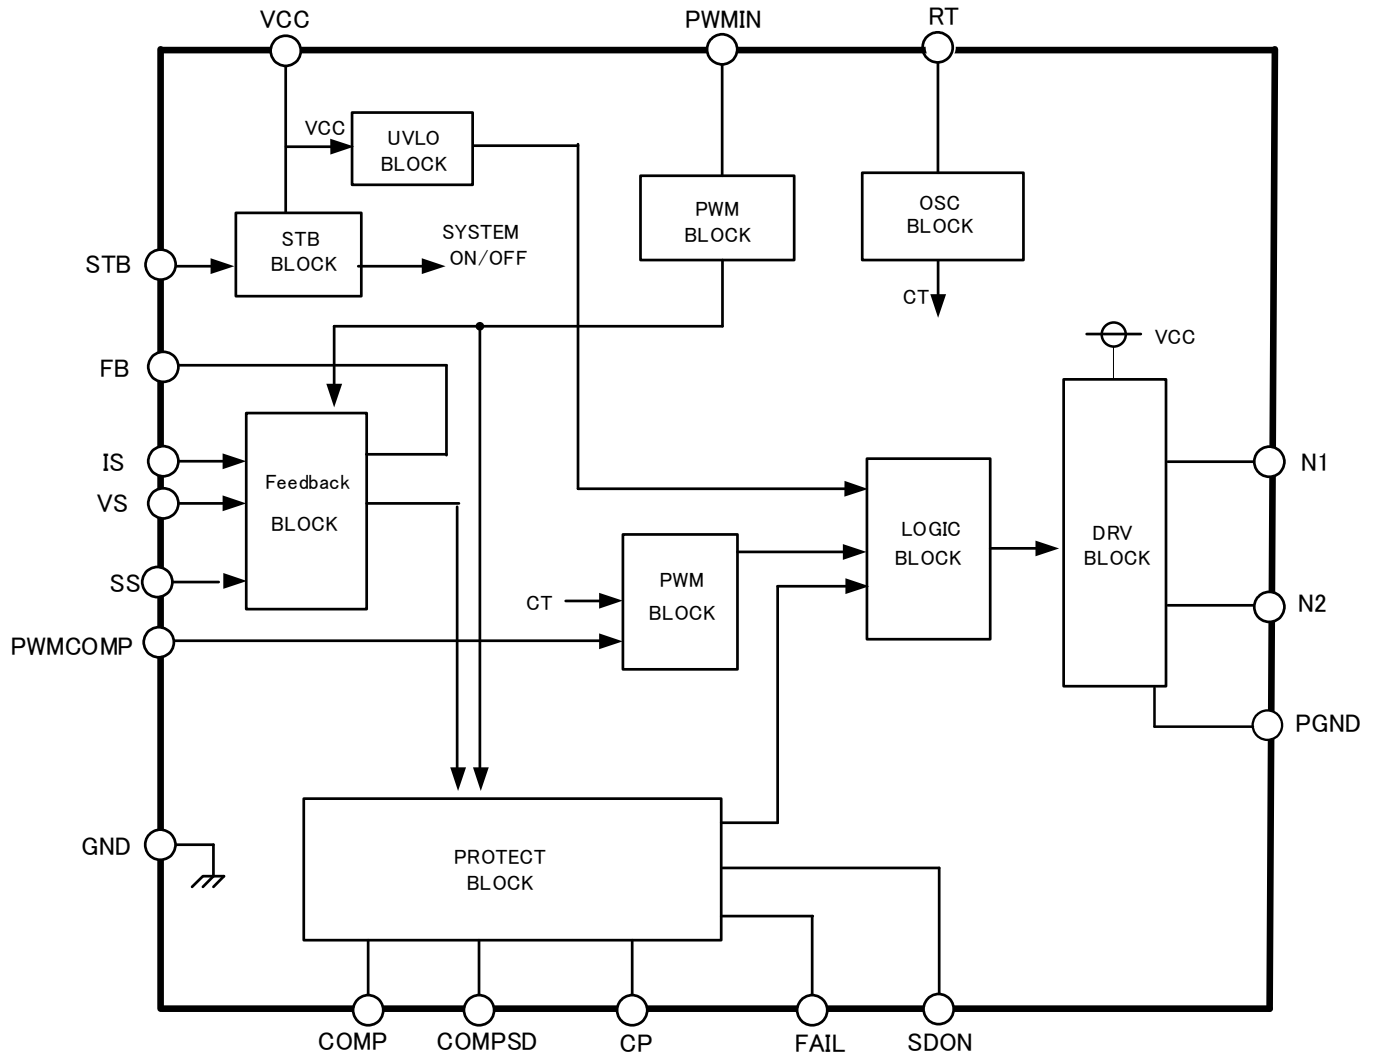 VCC
PWMIN
RT
VCC
UVLO
BLOCK
PWM
BLOCK
OSC
BLOCK
STB
STB
BLOCK
SYSTEM
ON/OFF
CT
VCC
FB
IS
VS
SS
Feedback
BLOCK
PWMCOMP
CT
PWM
BLOCK
LOGIC
BLOCK
DRV
BLOCK
N1
N2
PGND
GND
PROTECT
BLOCK
COMP
COMPSD
CP
FAIL
SDON